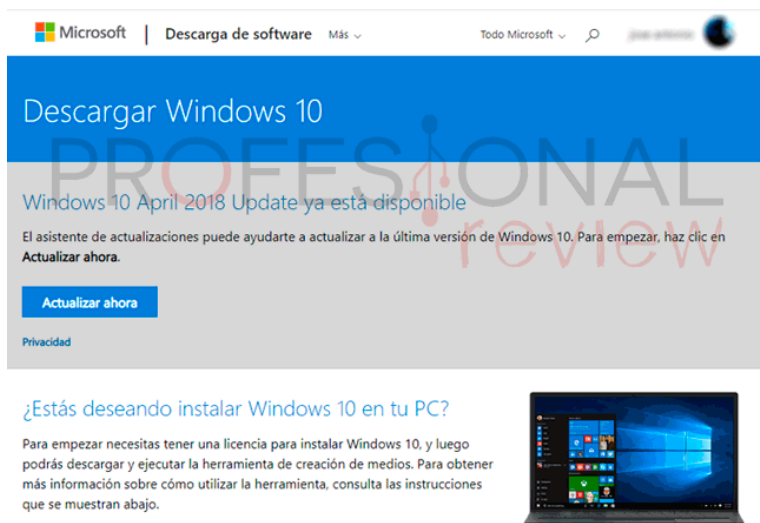 Microsoft | Descarga de software Más Todo Microsoft
Descargar Windows 10
PROFESIONAL
review
Windows 10 April 2018 Update ya está disponible
El asistente de actualizaciones puede ayudarte a actualizar a la última versión de Windows 10. Para empezar, haz clic en
Actualizar ahora.
Actualizar ahora
Privacidad
¿Estás deseando instalar Windows 10 en tu PC?
Para empezar necesitas tener una licencia para instalar Windows 10, y luego
podrás descargar y ejecutar la herramienta de creación de medios. Para obtener
más información sobre cómo utilizar la herramienta, consulta las instrucciones
que se muestran abajo.